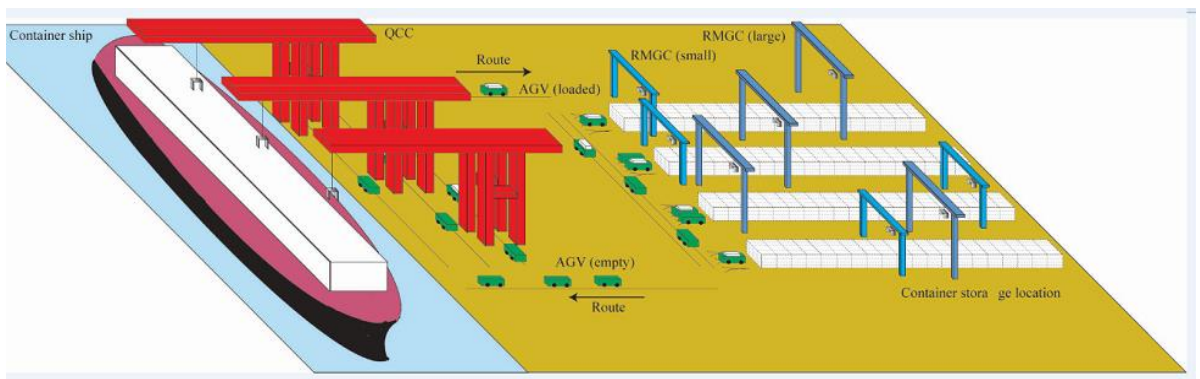 Container ship
QCC
RMGC (large)
RMGC (small)
Route
AGV (loaded)
AGV (empty)
Route
Container stora ge location